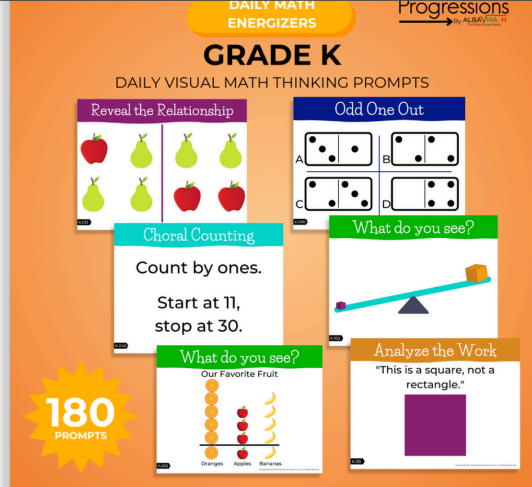 DAILY MATH
ENERGIZERS
Progressions
By ALBA MATH
GRADE K
DAILY VISUAL MATH THINKING PROMPTS
Reveal the Relationship
Odd One Out
A
B
C
D
Choral Counting
Count by ones.
Start at 11,
stop at 30.
What do you see?
What do you see?
Our Favorite Fruit
Oranges Apples Bananas
Analyze the Work
"This is a square, not a
rectangle."
180
PROMPTS